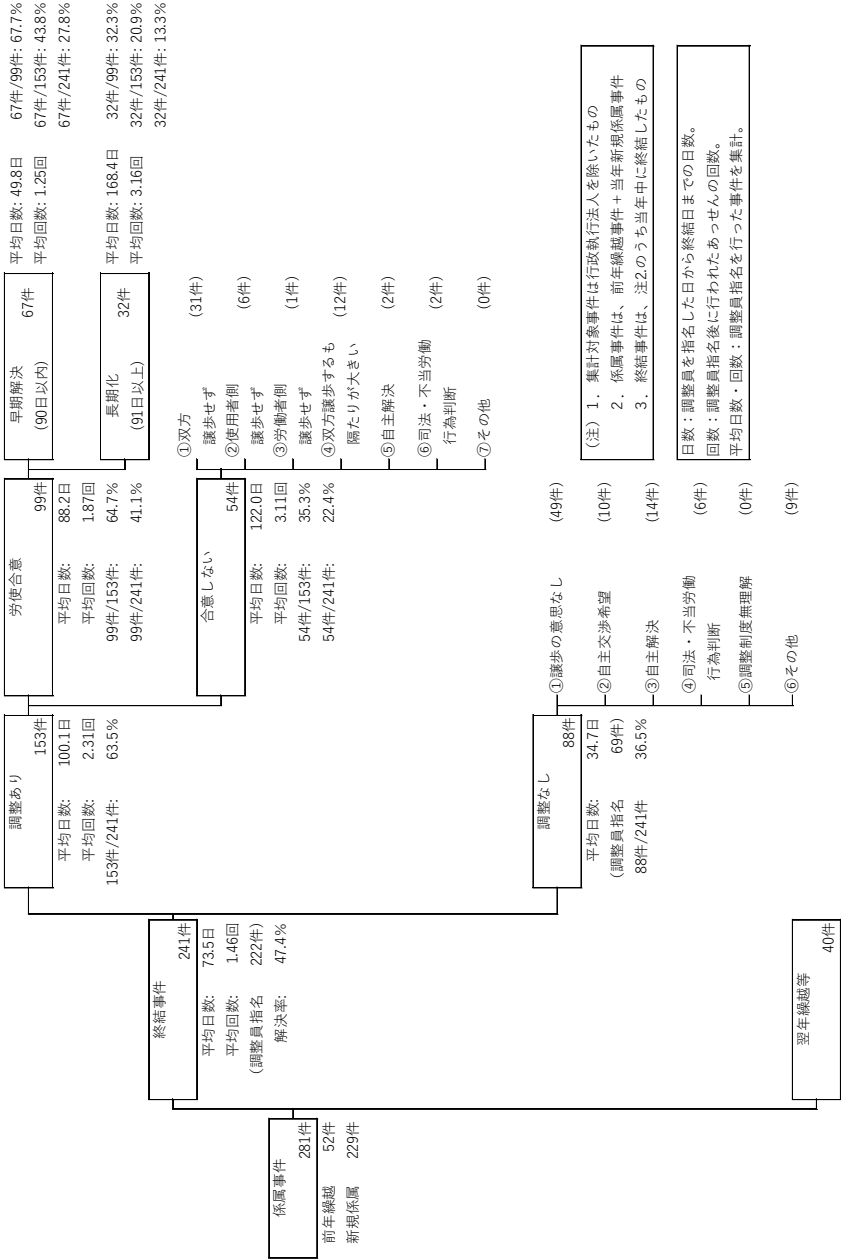 係属事件
281件
前年繰越 52件
新規係属 229件
終結事件
241件
平均日数: 73.5日
平均回数: 1.46回
(調整員指名 222件)
解決率: 47.4%
翌年繰越等
40件
調整あり
153件
平均日数: 100.1日
平均回数: 2.31回
153件/241件: 63.5%
調整なし
88件
平均日数: 34.7日
(調整員指名 69件)
88件/241件 36.5%
労使合意
99件
平均日数: 88.2日
平均回数: 1.87回
99件/153件: 64.7%
99件/241件: 41.1%
合意しない
54件
平均日数: 122.0日
平均回数: 3.11回
54件/153件: 35.3%
54件/241件: 22.4%
①譲歩の意思なし (49件)
②自主交渉希望 (10件)
③自主解決 (14件)
④司法・不当労働 (6件)
行為判断
⑤調整制度無理解 (0件)
⑥その他 (9件)
早期解決 67件
(90日以内)
平均日数: 49.8日 67件/99件: 67.7%
平均回数: 1.25回 67件/153件: 43.8%
67件/241件: 27.8%
長期化 32件
(91日以上)
平均日数: 168.4日 32件/99件: 32.3%
平均回数: 3.16回 32件/153件: 20.9%
32件/241件: 13.3%
①双方 (31件)
譲歩せず
②使用者側 (6件)
譲歩せず
③労働者側 (1件)
譲歩せず
④双方譲歩するも (12件)
隔たりが大きい
⑤自主解決 (2件)
⑥司法・不当労働 (2件)
行為判断
⑦その他 (0件)
(注)1.集計対象事件は行政執行法人を除いたもの
2.係属事件は、前年繰越事件+当年新規係属事件
3.終結事件は、注2.のうち当年中に終結したもの
日数:調整員を指名した日から終結日までの日数。
回数:調整員指名後に行われたあっせんの回数。
平均日数・回数:調整員指名を行った事件を集計。